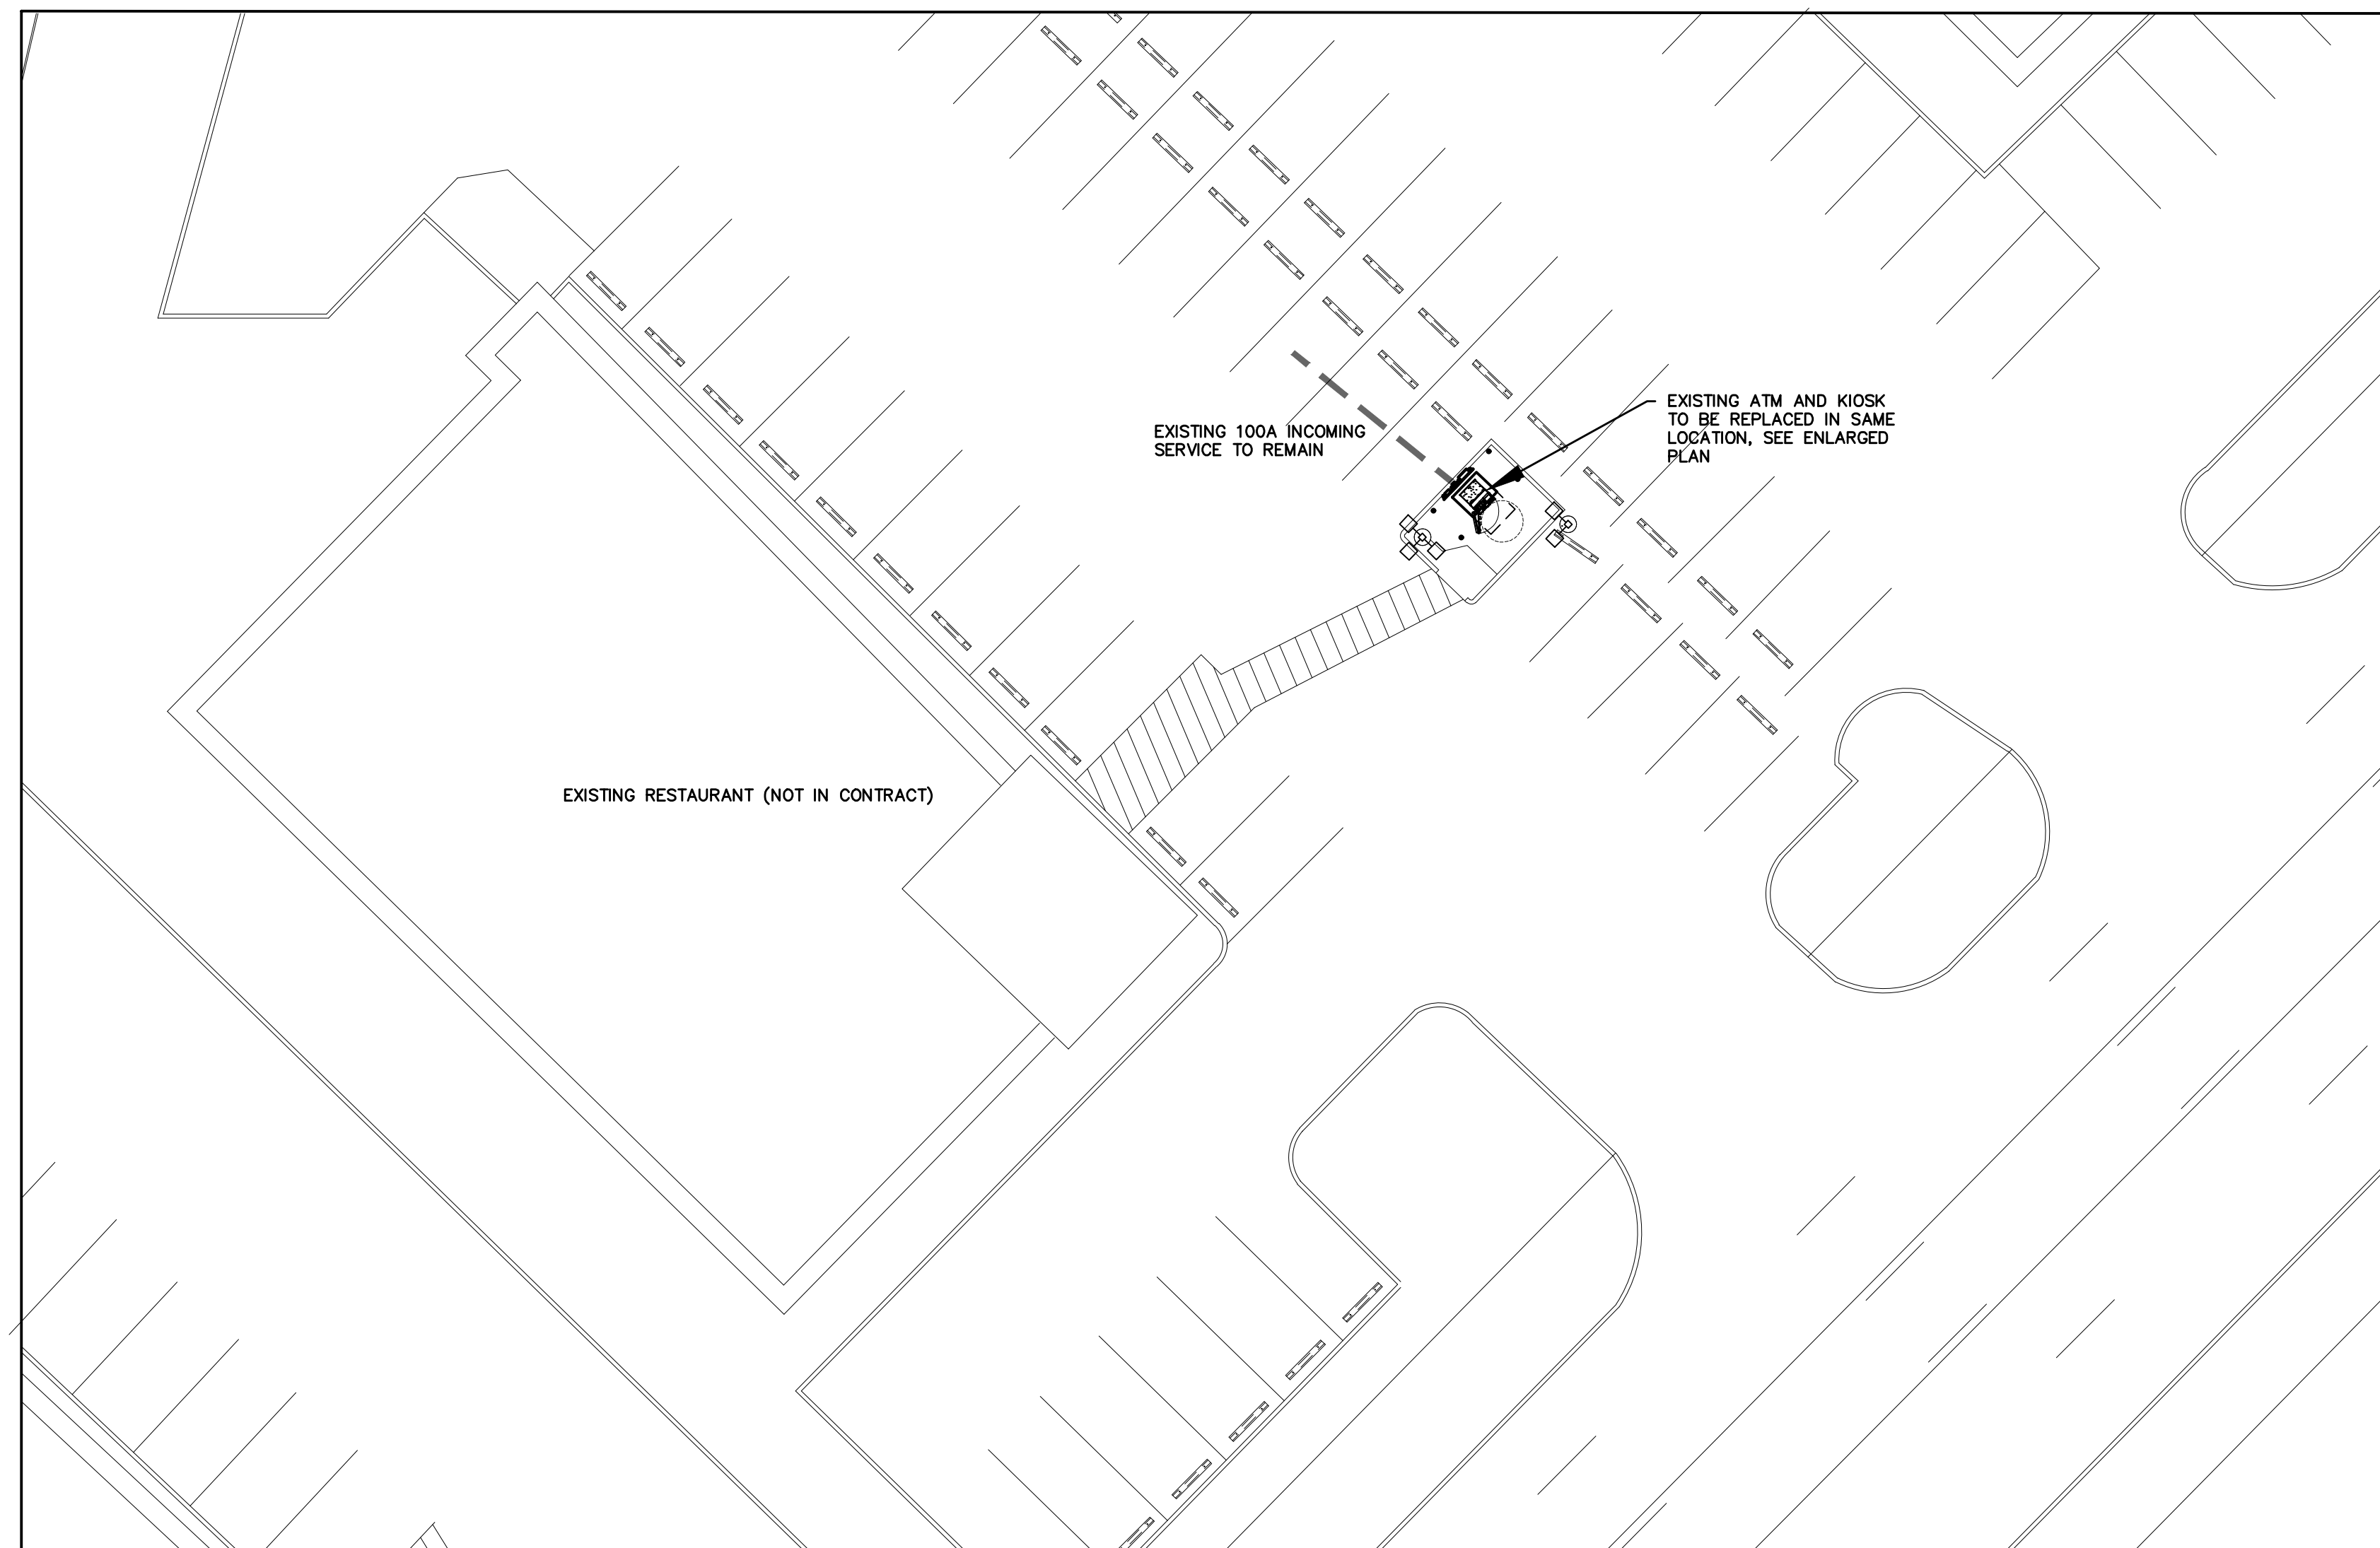 EXISTING ATM AND KIOSK
TO BE REPLACED IN SAME
LOCATION, SEE ENLARGED
PLAN
EXISTING 100A INCOMING
SERVICE TO REMAIN
EXISTING RESTAURANT (NOT IN CONTRACT)